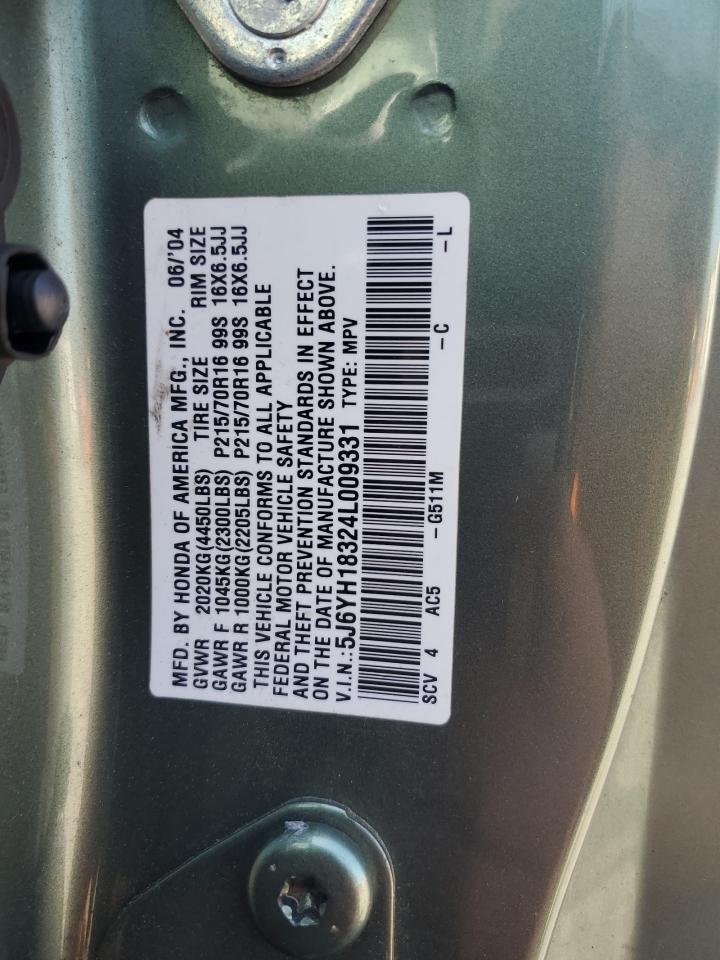 MFD. BY HONDA OF AMERICA MFG., INC. 06/'04
GVWR 2020KG(4450LBS) TIRE SIZE RIM SIZE
GAWR F 1045KG(2300LBS) P215/70R16 99S 16X6.5JJ
GAWR R 1000KG(2205LBS) P215/70R16 99S 16X6.5JJ
THIS VEHICLE CONFORMS TO ALL APPLICABLE
FEDERAL MOTOR VEHICLE SAFETY
AND THEFT PREVENTION STANDARDS IN EFFECT
ON THE DATE OF MANUFACTURE SHOWN ABOVE.
V.I.N.:5J6YH18324L009331 TYPE: MPV
SCV 4 AC5 -G511M -C -L